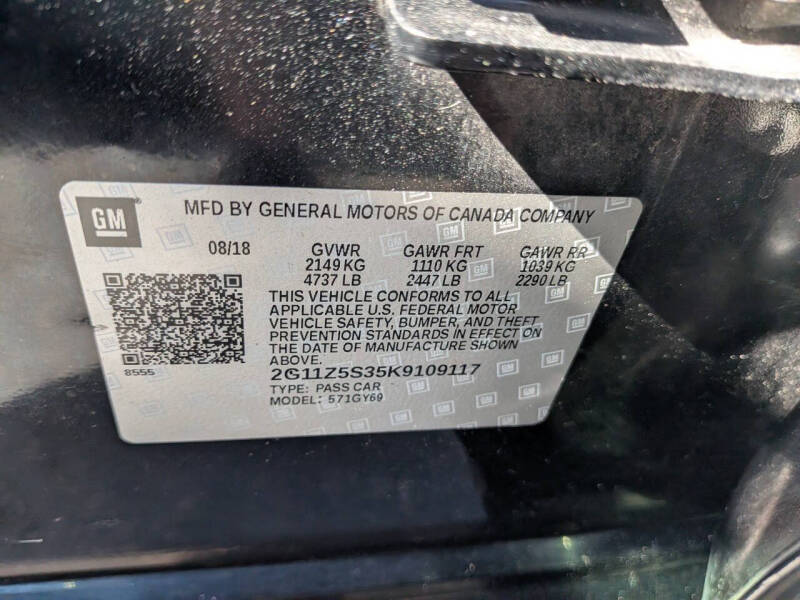 GM MFD BY GENERAL MOTORS OF CANADA COMPANY
08/18 GVWR GAWR FRT GAWR RR
2149 KG 1110 KG 1039 KG
4737 LB 2447 LB 2290 LB
THIS VEHICLE CONFORMS TO ALL
APPLICABLE U.S. FEDERAL MOTOR
VEHICLE SAFETY, BUMPER, AND THEFT
PREVENTION STANDARDS IN EFFECT ON
THE DATE OF MANUFACTURE SHOWN
ABOVE.
8555 2G11Z5S35K9109117
TYPE: PASS CAR
MODEL: 571GY69